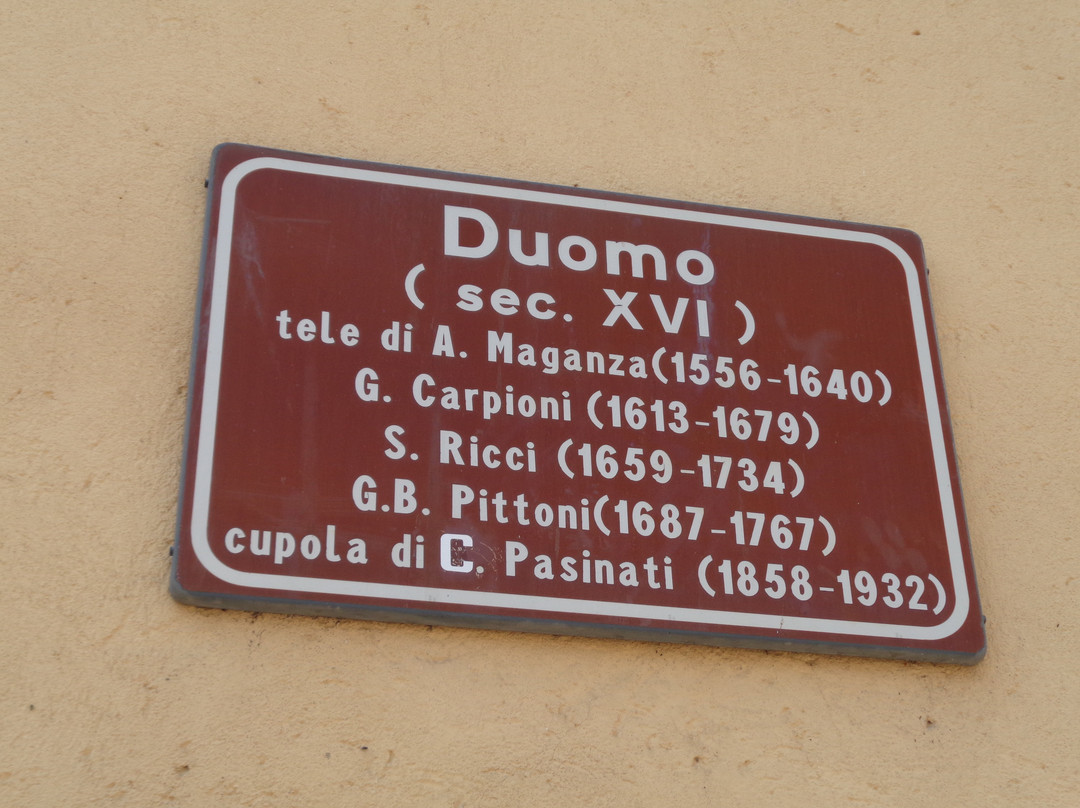 Duomo
( sec. XVI )
tele di A. Maganza(1556-1640)
G. Carpioni (1613-1679)
S. Ricci (1659-1734)
G.B. Pittoni(1687-1767)
cupola di C. Pasinati (1858-1932)